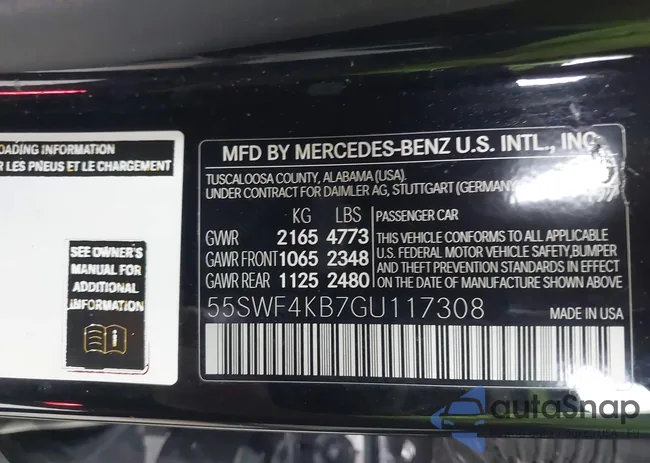 OADING INFORMATION
R LES PNEUS ET LE CHARGEMENT
SEE OWNER'S
MANUAL FOR
ADDITIONAL
INFORMATION
MFD BY MERCEDES-BENZ U.S. INTL., INC.
TUSCALOOSA COUNTY, ALABAMA (USA).
UNDER CONTRACT FOR DAIMLER AG, STUTTGART (GERMANY
KG LBS PASSENGER CAR
GVWR 2165 4773
GAWR FRONT 1065 2348
GAWR REAR 1125 2480
THIS VEHICLE CONFORMS TO ALL APPLICABLE
U.S. FEDERAL MOTOR VEHICLE SAFETY,BUMPER
AND THEFT PREVENTION STANDARDS IN EFFECT
ON THE DATE OF MANUFACTURE SHOWN ABOVE.
55SWF4KB7GU117308
MADE IN USA
autoSnap